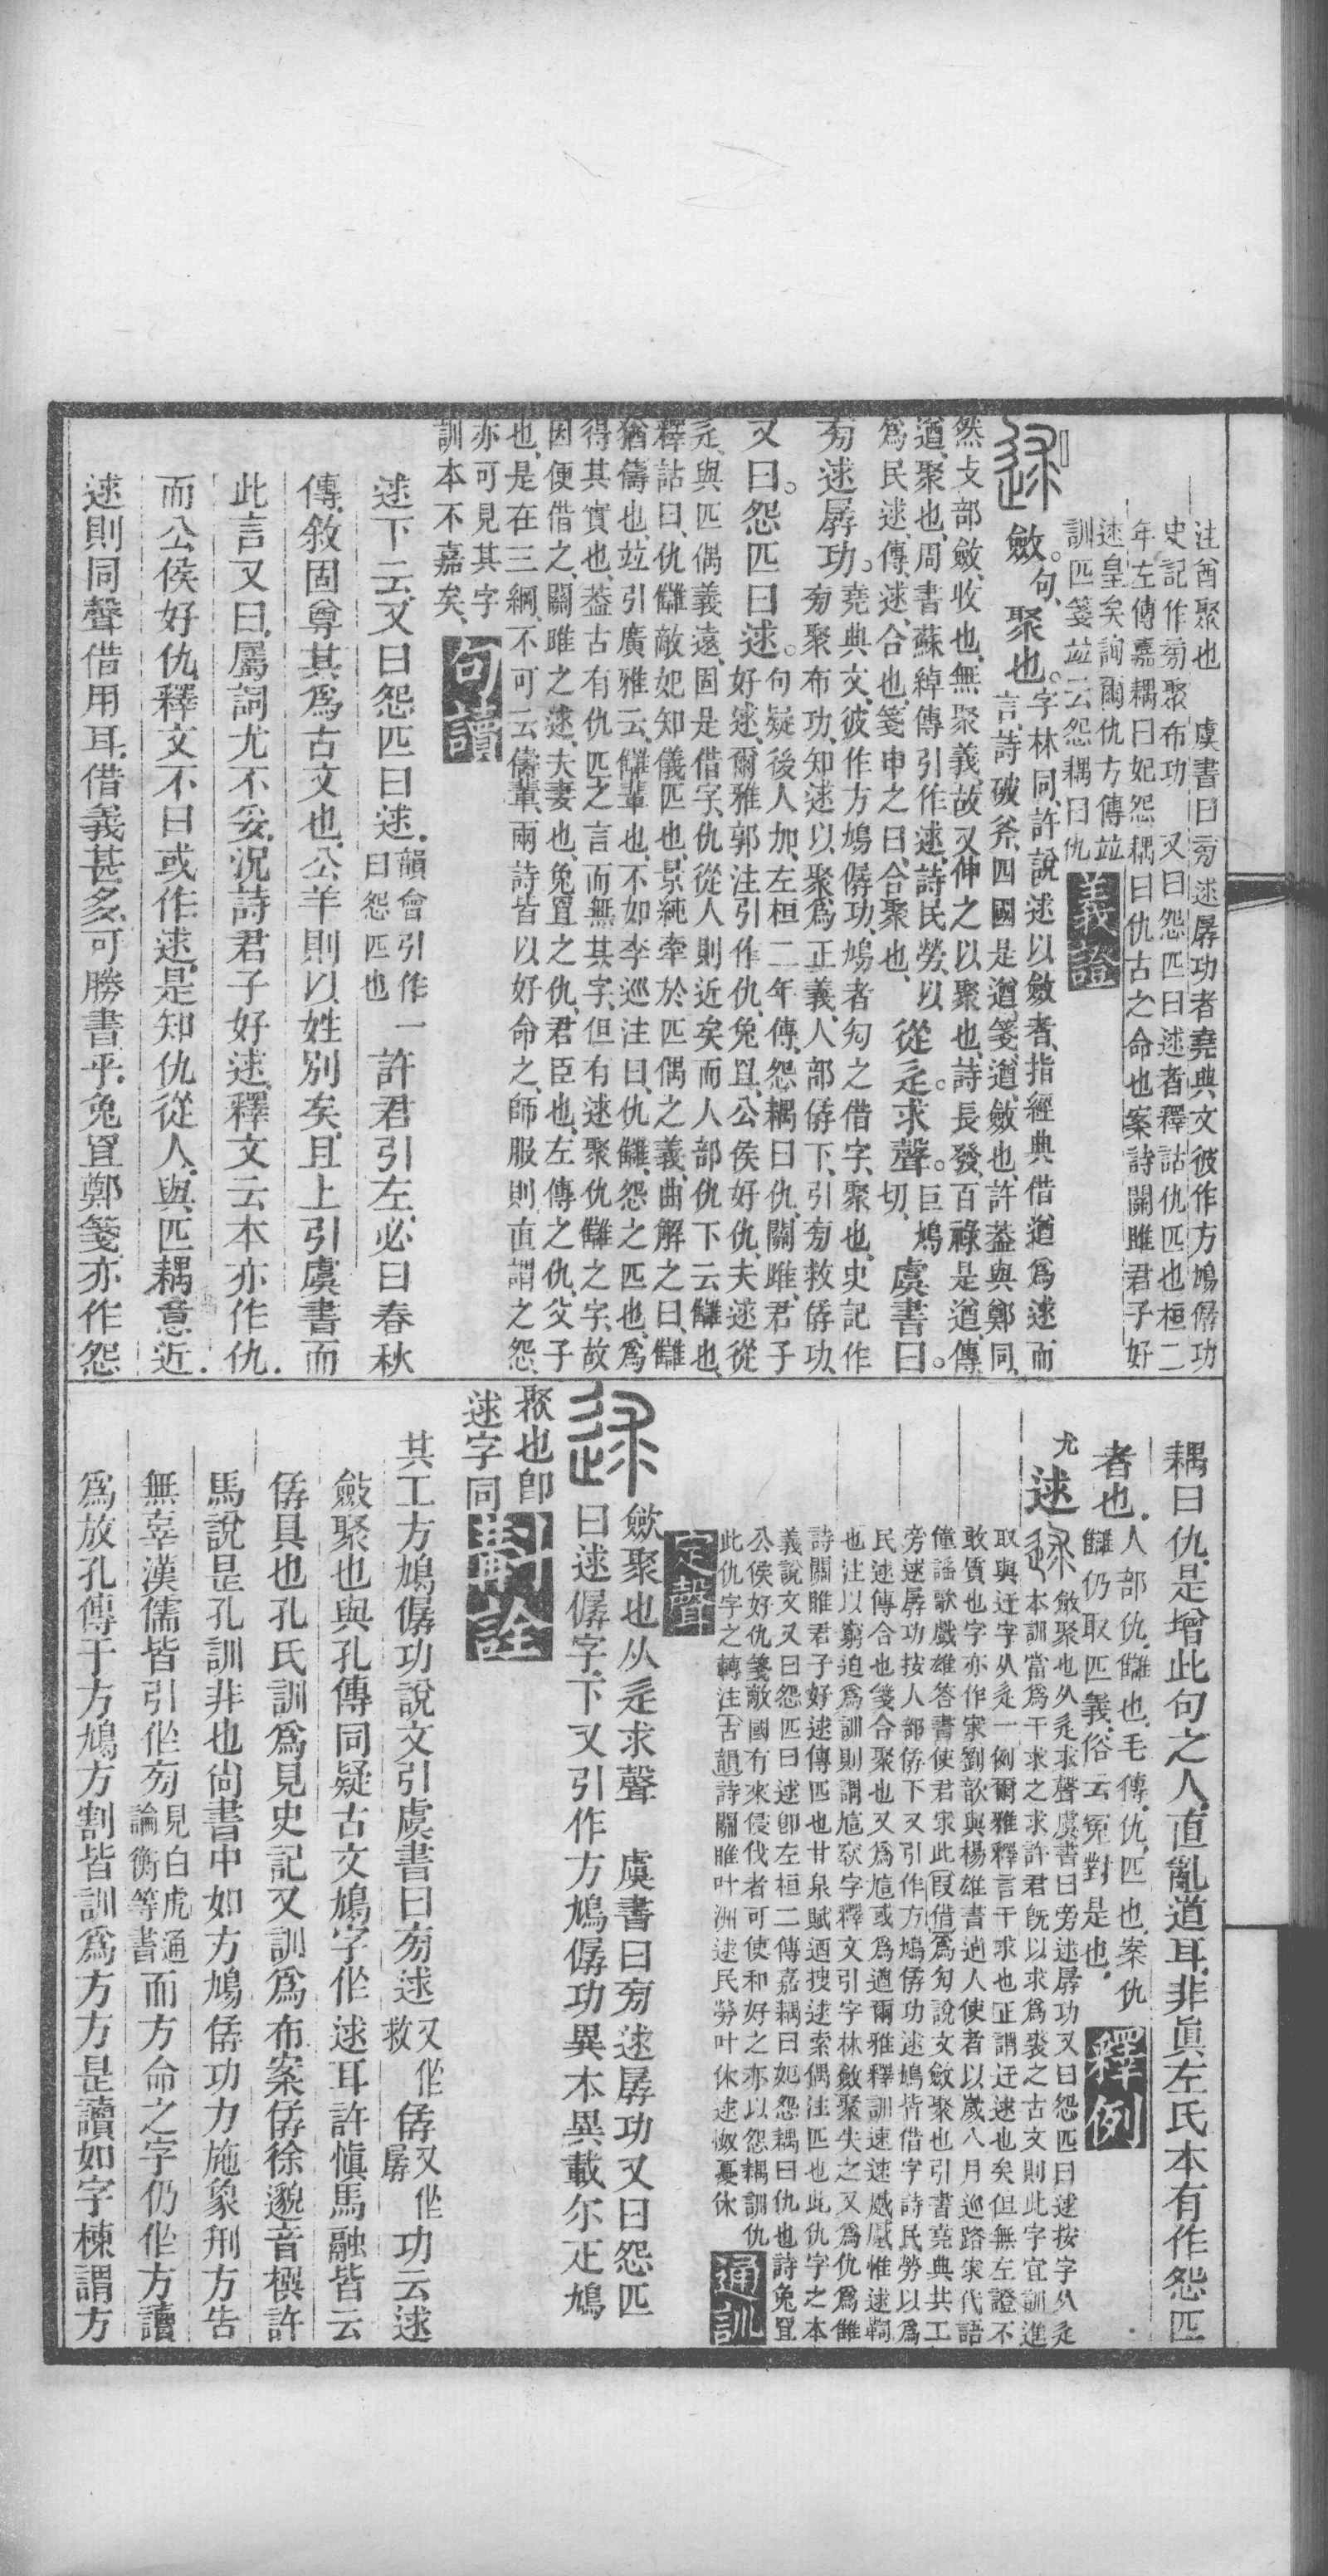 注酋聚也　虞書曰㫄逑孱功者堯典文彼作方鳩僝功
史記作㫄聚布功　又曰怨匹曰逑者釋詁仇匹也桓二
年左傳嘉耦曰妃怨耦曰仇古之命也案詩關雎君子好
逑皇矣詢爾仇方傳竝
訓匹箋竝云怨耦曰仇
義證
斂。句、聚也。字林同、許說逑以斂者、指經典借遒爲逑而
言、詩破斧、四國是遒、箋、遒、斂也、許葢與鄭同、
然攴部斂、收也、無聚義、故又伸之以聚也、詩長發、百祿是遒、傳
遒、聚也、周書蘇綽傳引作逑、詩民勞、以
爲民逑、傳、逑、合也、箋申之曰、合聚也、
從辵。求聲。巨鳩切、虞書曰。
㫄逑孱功。堯典文、彼作方鳩僝功、鳩者勼之借字、聚也、史記作
㫄聚布功、知逑以聚爲正義、人部僝下、引㫄救僝功、
又曰。怨匹曰逑。句疑後人加、左桓二年傳、怨耦曰仇、關雎、君子
好逑、爾雅郭注引作仇、兔罝、公侯好仇、夫逑從
辵、與匹偶義遠、固是借字、仇從人則近矣而人部仇下云讎也、
釋詁曰、仇讎敵妃知儀匹也、景純牽於匹偶之義、曲解之曰、讎
猶儔也、竝引廣雅云、讎輩也、不如李巡注曰、仇讎、怨之匹也、爲
得其實也、葢古有仇匹之言而無其字、但有逑聚仇讎之字、故
因便借之、關雎之逑、夫妻也、兔罝之仇、君臣也、左傳之仇、父子
也、是在三綱、不可云儔輩、兩詩皆以好命之、師服則直謂之怨、
亦可見其字
訓本不嘉矣、
句讀
逑下云、又曰怨匹曰逑．韻會引作一曰怨匹也許君引左、必曰春秋
傳．敘固尊其爲古文也、公羊則以姓別矣、且上引虞書而
此言又曰、屬詞尤不妥、況詩君子好逑、釋文云本亦作仇．
而公侯好仇、釋文不曰或作逑、是知仇從人、與匹耦意近．
逑則同聲借用耳、借義甚多、可勝書乎、兔罝鄭箋、亦作怨
耦曰仇、是增此句之人、直亂道耳、非眞左氏本有作怨匹
者也．人部仇、讎也、毛傳、仇、匹也、案仇
讎仍取匹義、俗云冤對是也．
釋例
尤
逑
斂聚也从辵求聲虞書曰旁逑孱功又曰怨匹曰逑按字从辵
本訓當爲干求之求許君旣以求爲裘之古文則此字宜訓進
取與迂字从辵一例爾雅釋言干求也正謂迂逑也矣但無左證不
敢質也字亦作宋劉歆與楊雄書逌人使者以歲八月巡路宋代語
僮謠歌戲雄答書使君宋此叚借爲勼說文斂聚也引書堯典共工
旁逑孱功按人部僝下又引作方鳩僝功逑鳩皆借字詩民勞以爲
民逑傳合也箋合聚也又爲尳或爲遒爾雅釋訓速速慼慼惟逑鞫
也注以窮迫爲訓則謂尳㝌字釋文引字林斂聚失之又爲仇爲雔
詩關雎君子好逑傳匹也甘泉賦迺搜逑索偶注匹也此仇字之本
義說文又曰怨匹曰逑卽左桓二傳嘉耦曰妃怨耦曰仇也詩兔罝
公侯好仇箋敵國有來侵伐者可使和好之亦以怨耦訓仇
此仇字之轉注古韻詩關雎叶洲逑民勞叶休逑怓憂休
定聲
通訓
斂聚也从辵求聲　虞書曰㫄逑孱功又曰怨匹
曰逑僝字下又引作方鳩僝功異本異載尒疋鳩
聚也卽
逑字同
斠詮
共工方鳩僝功說文引虞書曰㫄逑又作救僝又作孱功云逑
斂聚也與孔傳同疑古文鳩字作逑耳許愼馬融皆云
僝具也孔氏訓爲見史記又訓爲布案僝徐邈音撰許
馬說是孔訓非也尙書中如方鳩僝功力施象刑方告
無辜漢儒皆引作㫄見白虎通論衡等書而方命之字仍作方讀
爲放孔傳于方鳩方割皆訓爲方方是讀如字棟謂方